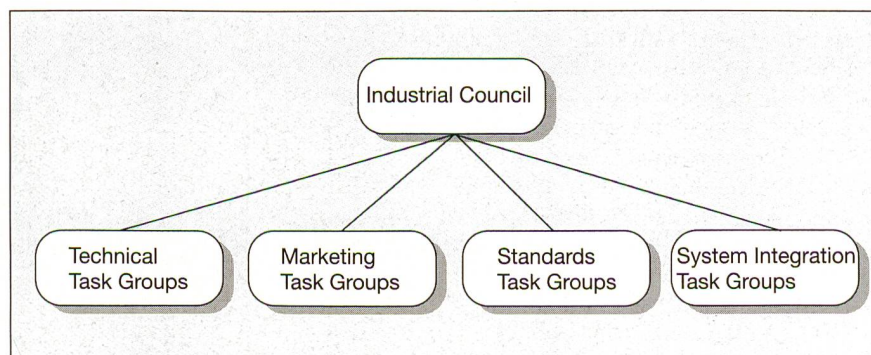 Industrial Council
Technical
Task Groups
Marketing
Task Groups
Standards
Task Groups
System Integration
Task Groups